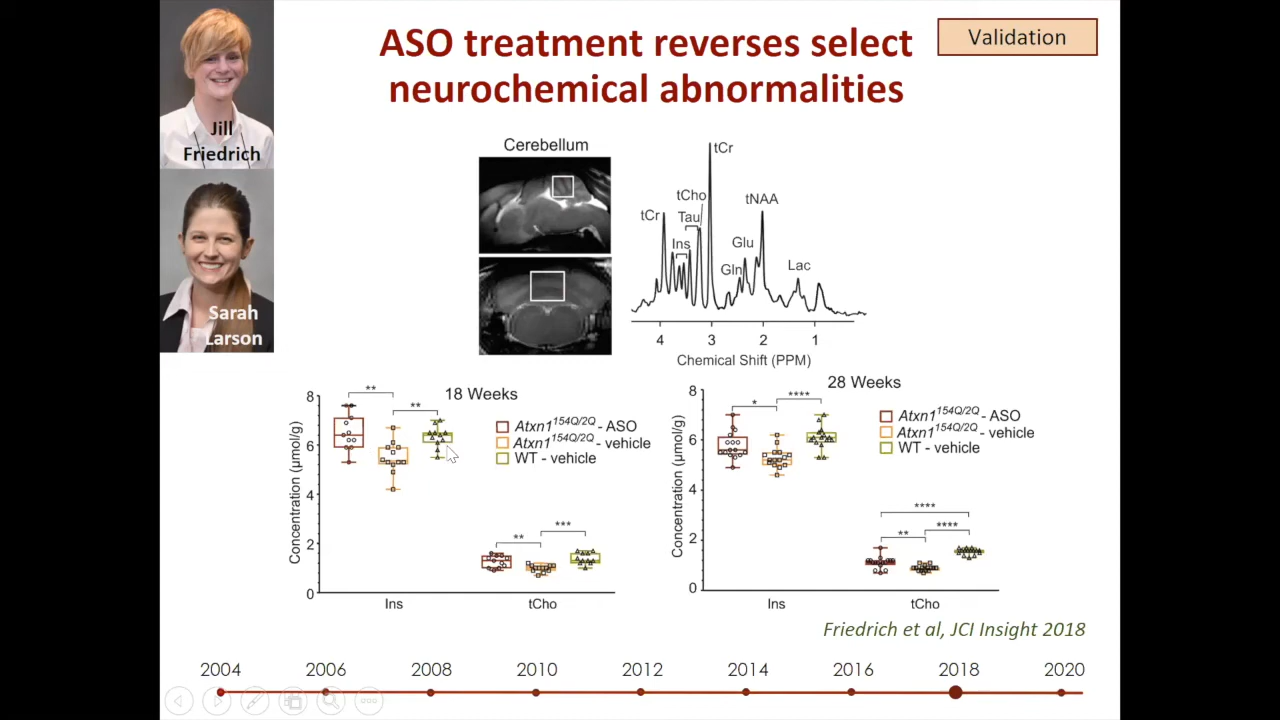 ASO treatment reverses select
neurochemical abnormalities
Validation
Jill
Friedrich
Sarah
Larson
Cerebellum
tCr
tCho
tNAA
tCr
Tau
Ins
Glu
Gln
Lac
4 3 2 1
Chemical Shift (PPM)
18 Weeks
8
6
4
2
0
Concentration (µmol/g)
** ** ** ***
Atxn1154Q/2Q - ASO
Atxn1154Q/2Q - vehicle
WT - vehicle
Ins tCho
28 Weeks
8
6
4
2
0
Concentration (µmol/g)
* **** **** ** ****
Atxn1154Q/2Q - ASO
Atxn1154Q/2Q - vehicle
WT - vehicle
Ins tCho
Friedrich et al, JCI Insight 2018
2004 2006 2008 2010 2012 2014 2016 2018 2020